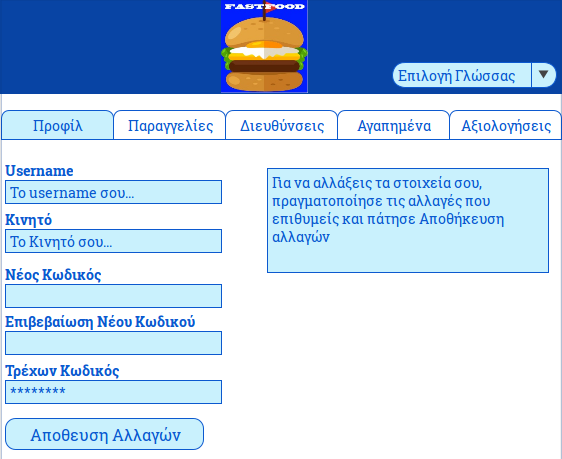 FASTFOOD
Επιλογή Γλώσσας
Προφίλ
Παραγγελίες
Διευθύνσεις
Αγαπημένα
Αξιολογήσεις
Username
Το username σου...
Κινητό
Το Κινητό σου...
Νέος Κωδικός
Επιβεβαίωση Νέου Κωδικού
Τρέχων Κωδικός
********
Αποθευση Αλλαγών
Για να αλλάξεις τα στοιχεία σου,
πραγματοποίησε τις αλλαγές που
επιθυμείς και πάτησε Αποθήκευση
αλλαγών